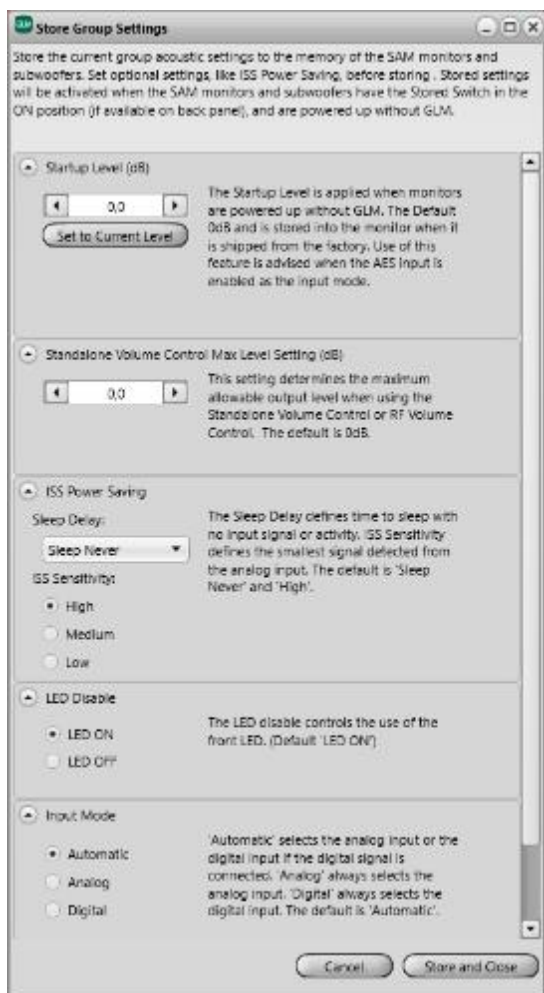 GLM Store Group Settings
Store the current group acoustic settings to the memory of the SAM monitors and
subwoofers. Set optional settings, like ISS Power Saving, before storing . Stored settings
will be activated when the SAM monitors and subwoofers have the Stored Switch in the
ON position (if available on back panel), and are powered up without GLM.
Startup Level (dB)
0,0
Set to Current Level
The Startup Level is applied when monitors
are powered up without GLM. The Default
0dB and is stored into the monitor when it
is shipped from the factory. Use of this
feature is advised when the AES input is
enabled as the input mode.
Standalone Volume Control Max Level Setting (dB)
0,0
This setting determines the maximum
allowable output level when using the
Standalone Volume Control or RF Volume
Control. The default is 0dB.
ISS Power Saving
Sleep Delay:
Sleep Never
ISS Sensitivity:
High
Medium
Low
The Sleep Delay defines time to sleep with
no input signal or activity. ISS Sensitivity
defines the smallest signal detected from
the analog input. The default is 'Sleep
Never' and 'High'.
LED Disable
LED ON
LED OFF
The LED disable controls the use of the
front LED. (Default 'LED ON')
Input Mode
Automatic
Analog
Digital
'Automatic' selects the analog input or the
digital input if the digital signal is
connected. 'Analog' always selects the
analog input. 'Digital' always selects the
digital input. The default is 'Automatic'.
Cancel
Store and Close